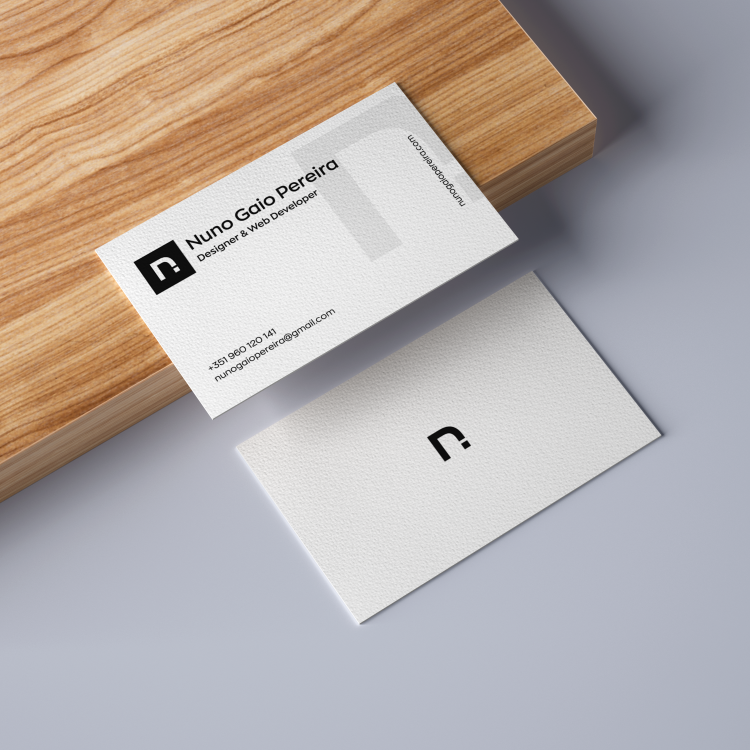 Nuno Gaio Pereira
Designer & Web Developer
nunogaiopereira.com
+351 960 120 141
nunogaiopereira@gmail.com
n.
n.